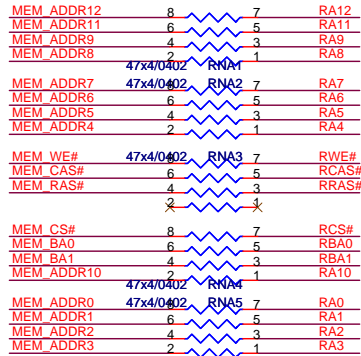 MEM_ADDR12 8 7 RA12
MEM_ADDR11 6 5 RA11
MEM_ADDR9 4 3 RA9
MEM_ADDR8 2 1 RA8
47x4/0402 RNA1
47x4/0402 RNA2
MEM_ADDR7 8 7 RA7
MEM_ADDR6 6 5 RA6
MEM_ADDR5 4 3 RA5
MEM_ADDR4 2 1 RA4
47x4/0402 RNA3
MEM_WE# 8 7 RWE#
MEM_CAS# 6 5 RCAS#
MEM_RAS# 4 3 RRAS#
2 1
MEM_CS# 8 7 RCS#
MEM_BA0 6 5 RBA0
MEM_BA1 4 3 RBA1
MEM_ADDR10 2 1 RA10
47x4/0402 RNA4
47x4/0402 RNA5
MEM_ADDR0 8 7 RA0
MEM_ADDR1 6 5 RA1
MEM_ADDR2 4 3 RA2
MEM_ADDR3 2 1 RA3